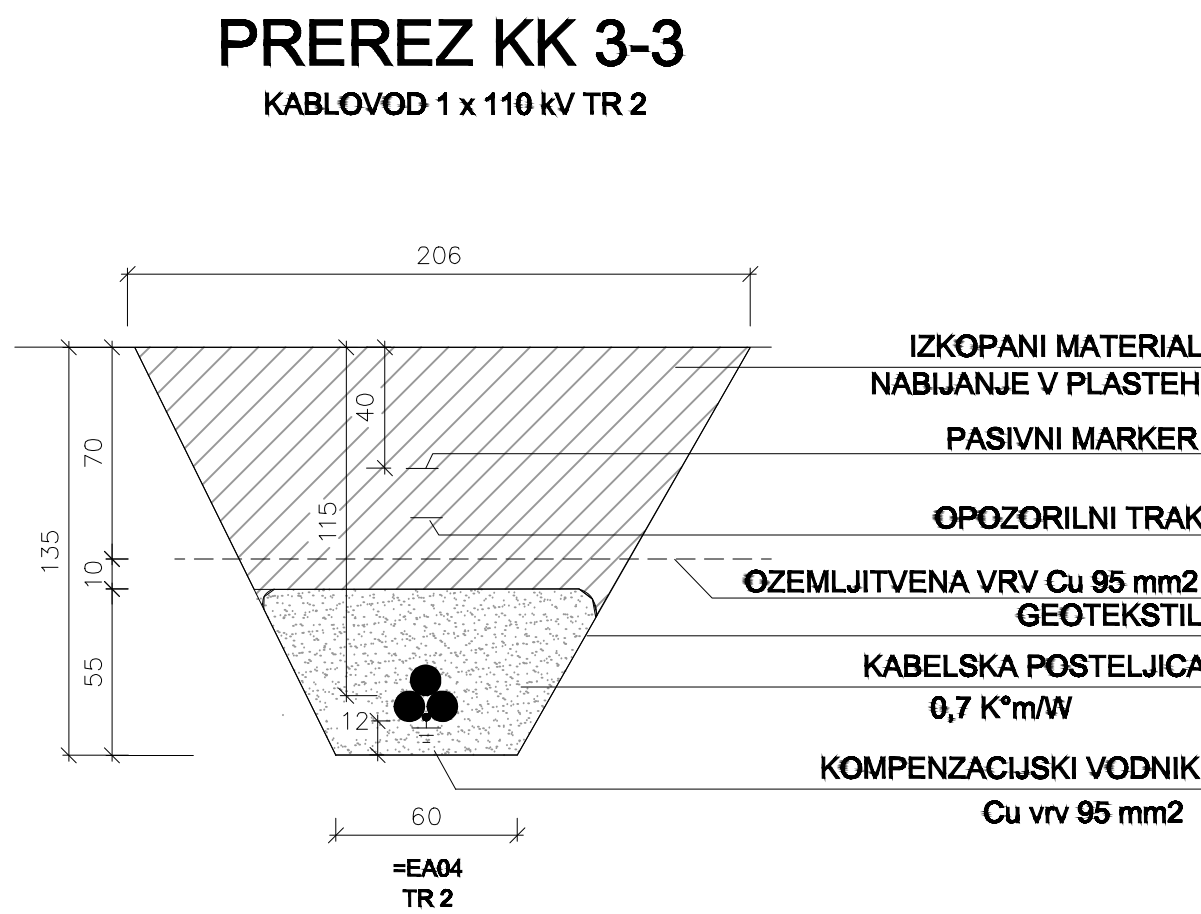 PREREZ KK 3-3
KABLOVOD 1 x 110 kV TR 2
206
IZKOPANI MATERIAL
NABIJANJE V PLASTEH
40
70
PASIVNI MARKER
115
OPOZORILNI TRAK
135
10
OZEMLJITVENA VRV Cu 95 mm2
GEOTEKSTIL
55
KABELSKA POSTELJICA
0,7 K°m/W
12
KOMPENZACIJSKI VODNIK
Cu vrv 95 mm2
60
=EA04
TR 2